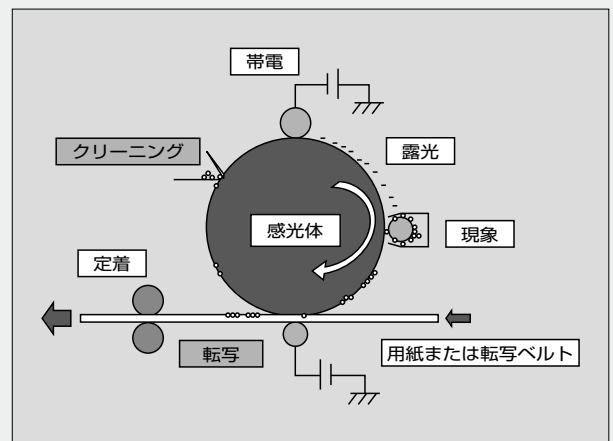 帯電
クリーニング
露光
感光体
現象
定着
転写
用紙または転写ベルト